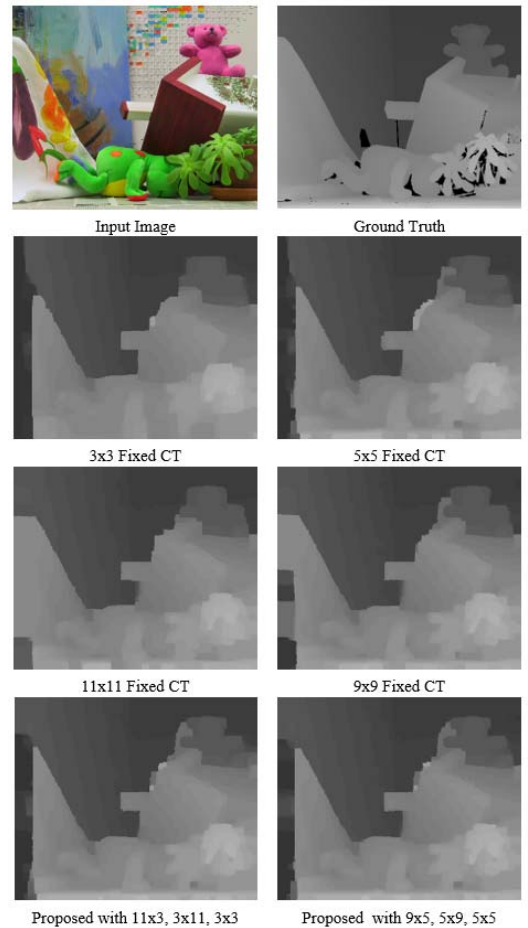 Input Image
Ground Truth
3x3 Fixed CT
5x5 Fixed CT
11x11 Fixed CT
9x9 Fixed CT
Proposed with 11x3, 3x11, 3x3
Proposed with 9x5, 5x9, 5x5